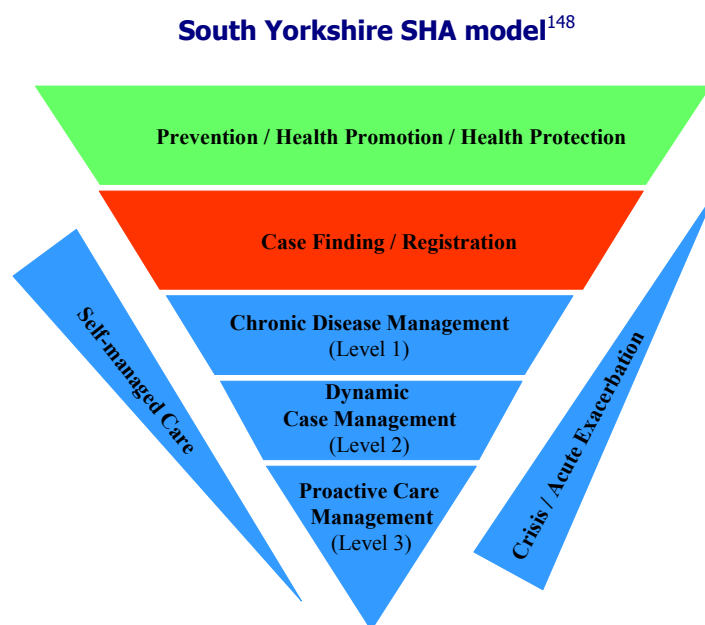 South Yorkshire SHA model148
Prevention / Health Promotion / Health Protection
Case Finding / Registration
Chronic Disease Management
(Level 1)
Dynamic
Case Management
(Level 2)
Proactive Care
Management
(Level 3)
Self-managed Care
Crisis / Acute Exacerbation